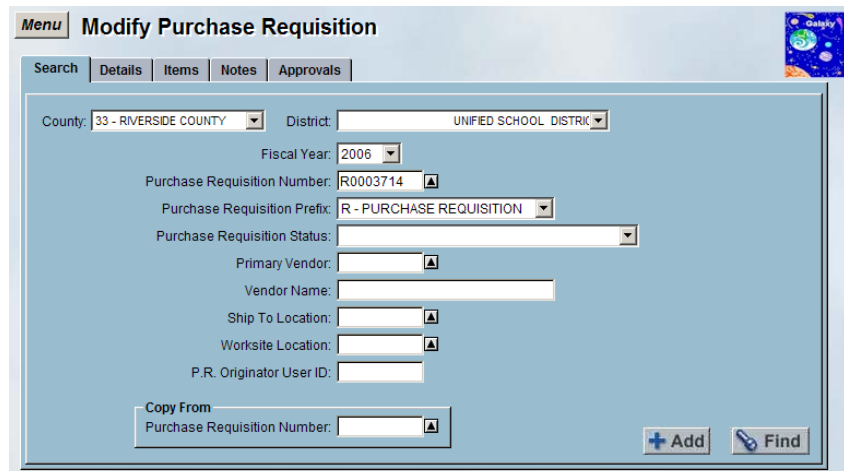 Menu Modify Purchase Requisition
Galaxy
Search Details Items Notes Approvals
County: 33 - RIVERSIDE COUNTY District: UNIFIED SCHOOL DISTRIC
Fiscal Year: 2006
Purchase Requisition Number: R0003714
Purchase Requisition Prefix: R - PURCHASE REQUISITION
Purchase Requisition Status:
Primary Vendor:
Vendor Name:
Ship To Location:
Worksite Location:
P.R. Originator User ID:
Copy From
Purchase Requisition Number:
Add Find